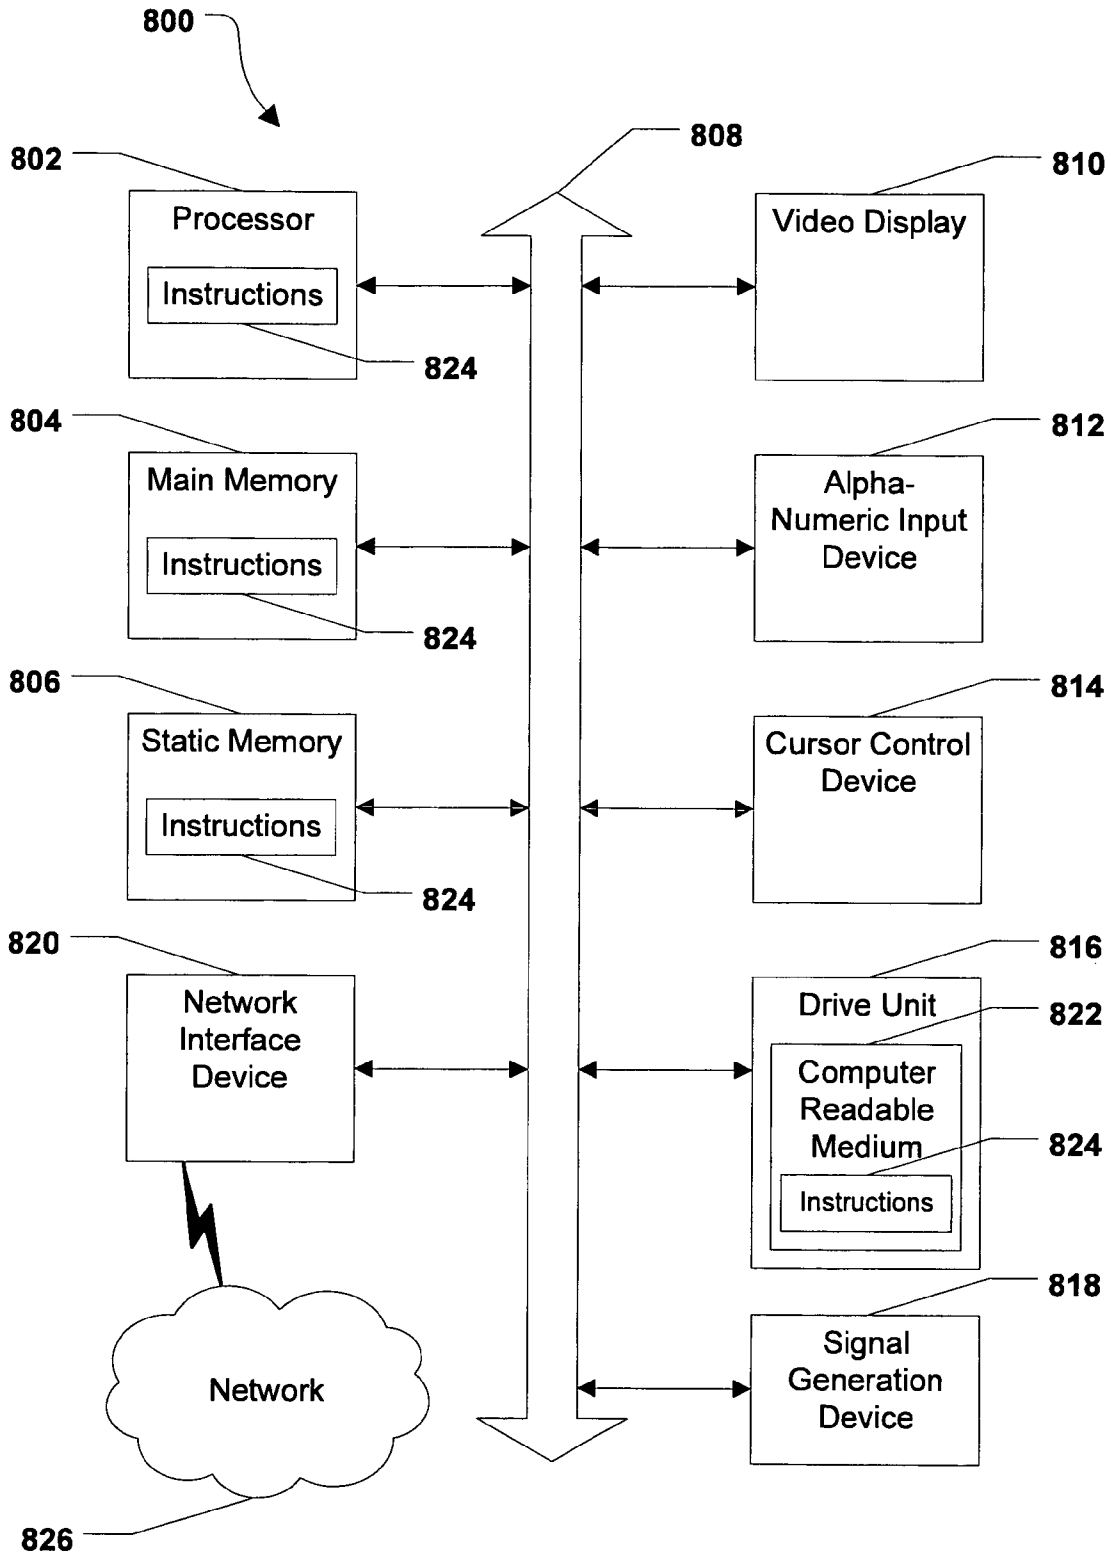 800
808
802
Processor
Instructions
824
804
Main Memory
Instructions
824
806
Static Memory
Instructions
824
820
Network
Interface
Device
Network
826
810
Video Display
812
Alpha-
Numeric Input
Device
814
Cursor Control
Device
816
Drive Unit
822
Computer
Readable
Medium
824
Instructions
818
Signal
Generation
Device